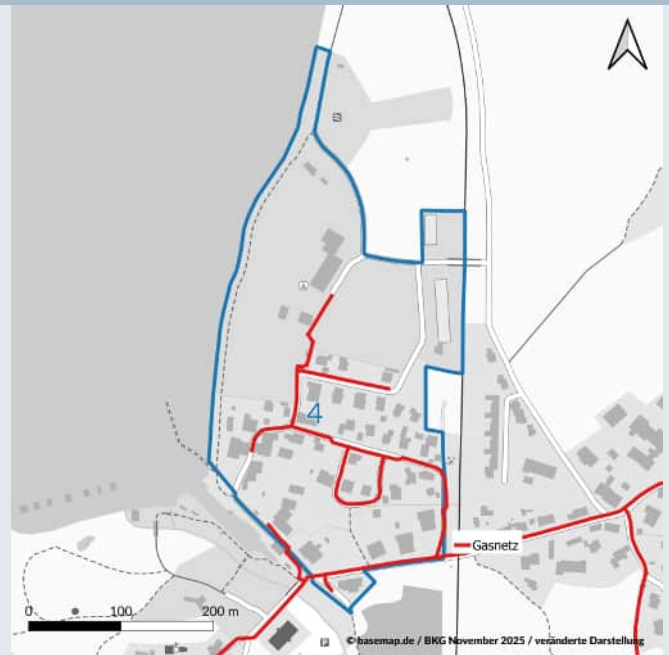 4
Gasnetz
0 100 200 m
P
© basemap.de / BKG November 2025 / veränderte Darstellung